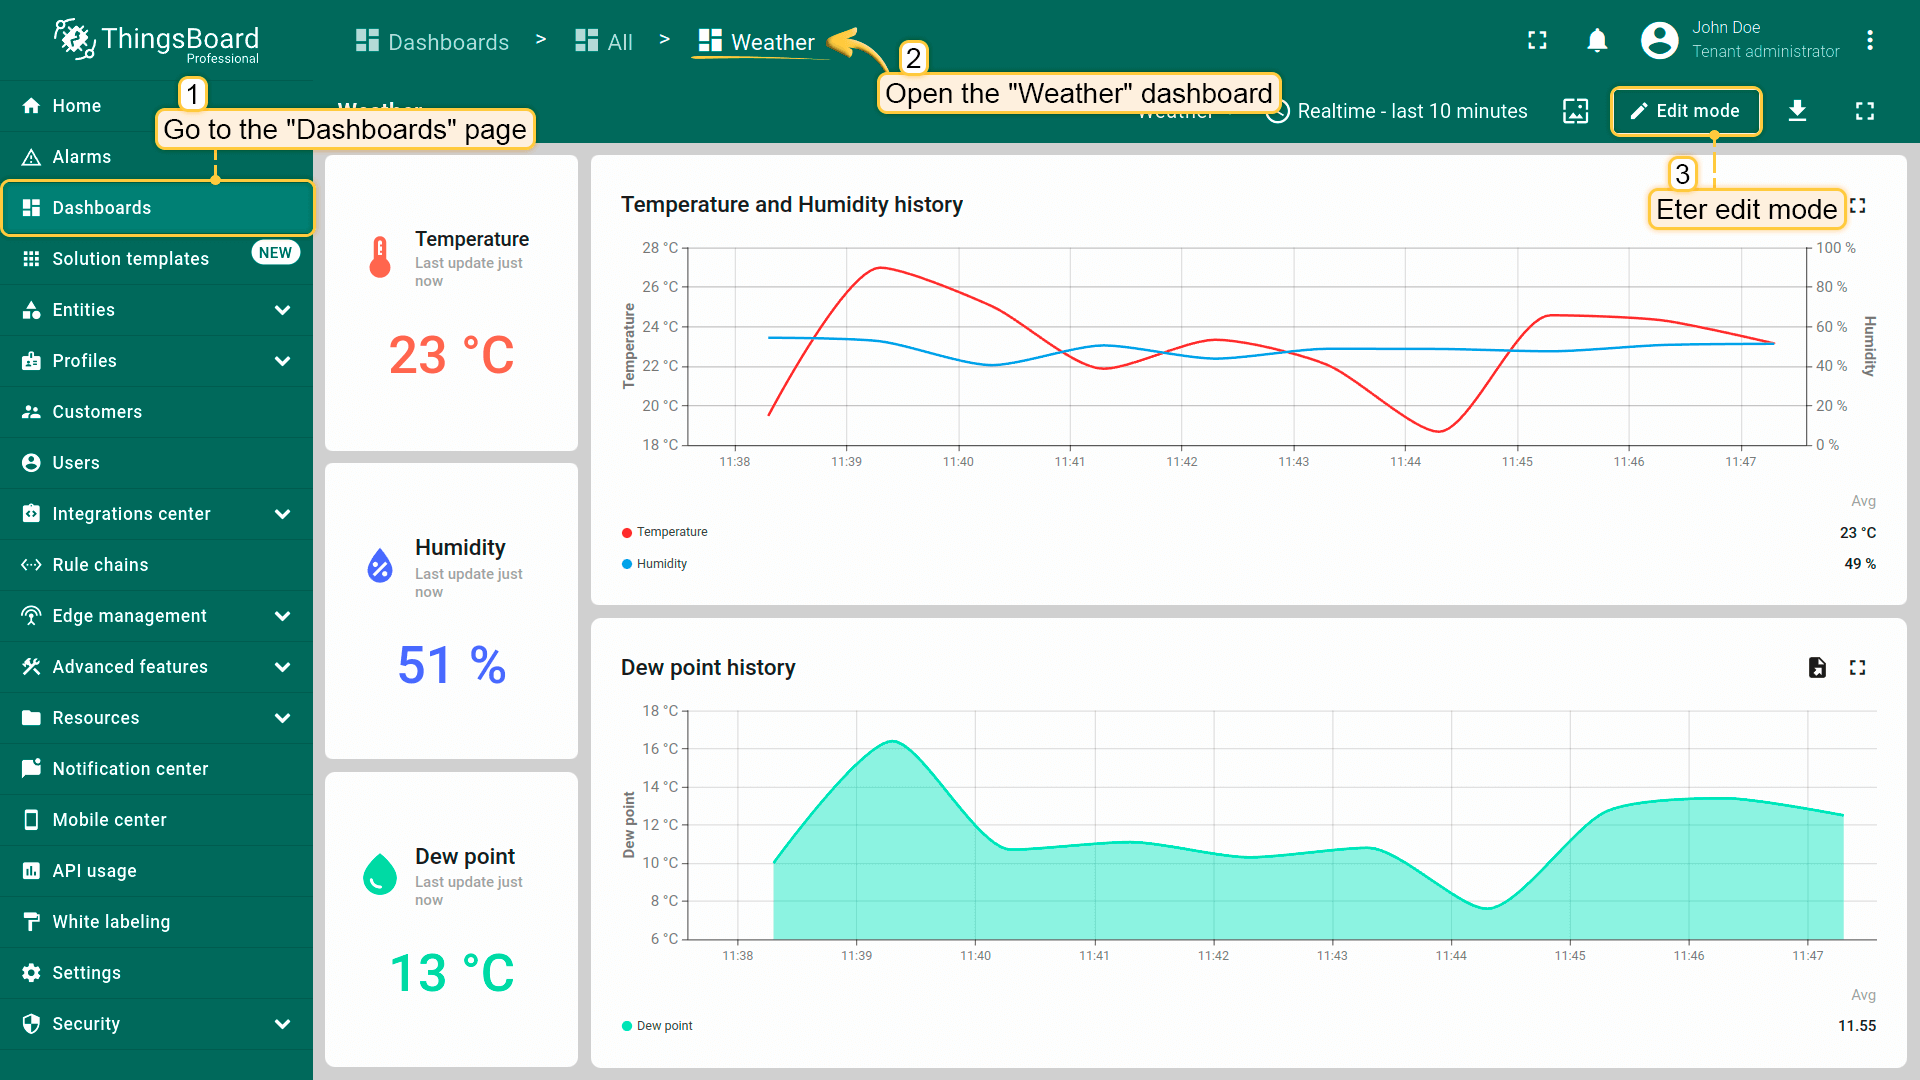 ThingsBoard
Professional
Dashboards > All > Weather
John Doe
Tenant administrator
1
Go to the "Dashboards" page
2
Open the "Weather" dashboard
Weather
Weather
Realtime - last 10 minutes
Edit mode
3
Eter edit mode
Home
Alarms
Dashboards
Solution templates
NEW
Entities
Profiles
Customers
Users
Integrations center
Rule chains
Edge management
Advanced features
Resources
Notification center
Mobile center
API usage
White labeling
Settings
Security
Temperature
Last update just
now
23 °C
Humidity
Last update just
now
51 %
Dew point
Last update just
now
13 °C
Temperature and Humidity history
28 °C
26 °C
24 °C
22 °C
20 °C
18 °C
Temperature
100 %
80 %
60 %
40 %
20 %
0 %
Humidity
11:38 11:39 11:40 11:41 11:42 11:43 11:44 11:45 11:46 11:47
Avg
Temperature 23 °C
Humidity 49 %
Dew point history
18 °C
16 °C
14 °C
12 °C
10 °C
8 °C
6 °C
Dew point
11:38 11:39 11:40 11:41 11:42 11:43 11:44 11:45 11:46 11:47
Avg
Dew point 11.55